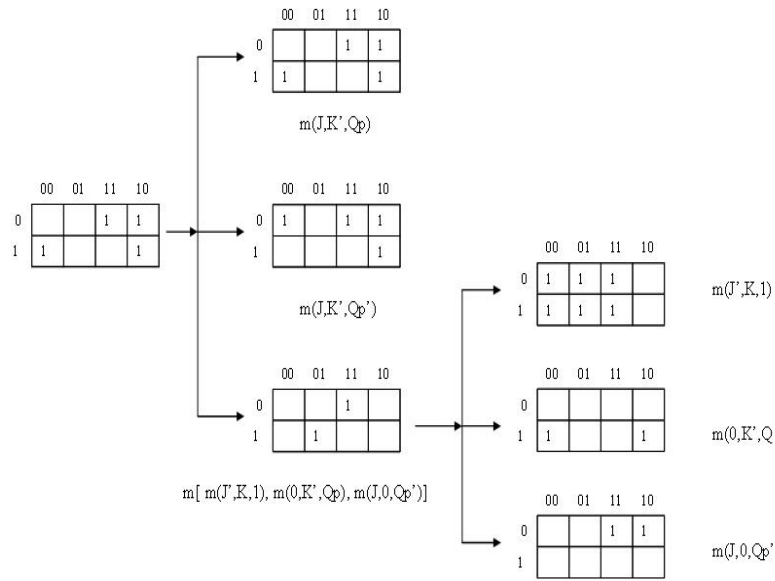 00 01 11 10
0 1 1
1 1 1
m(J,K',Qp)
00 01 11 10
0 1 1
1 1 1
00 01 11 10
0 1 1 1
1 1
m(J,K',Qp')
00 01 11 10
0 1
1 1
m[ m(J',K,1), m(0,K',Qp), m(J,0,Qp')]
00 01 11 10
0 1 1 1
1 1 1 1
m(J',K,1)
00 01 11 10
0
1 1 1
m(0,K',Q
00 01 11 10
0 1 1
1
m(J,0,Qp'